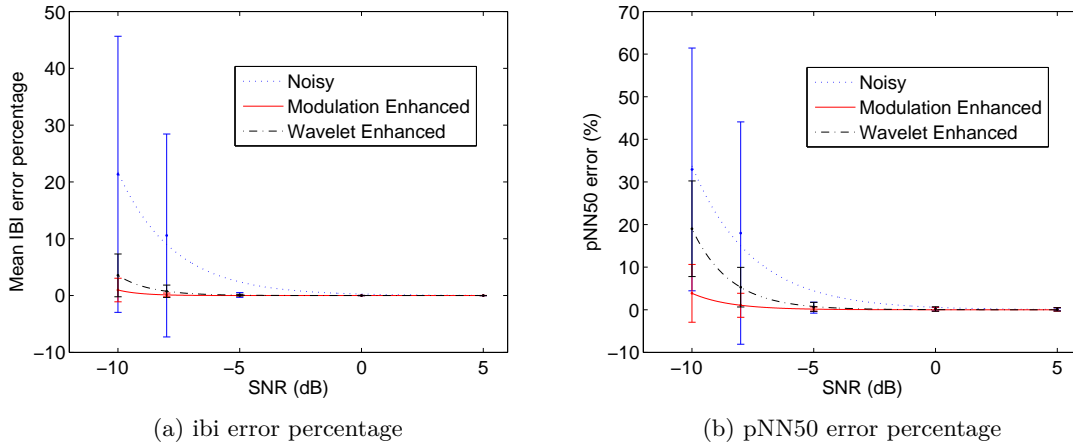 50
40
30
20
10
0
−10
Mean IBI error percentage
Noisy
Modulation Enhanced
Wavelet Enhanced
−10 −5 0 5
SNR (dB)
(a) ibi error percentage
70
60
50
40
30
20
10
0
−10
pNN50 error (%)
Noisy
Modulation Enhanced
Wavelet Enhanced
−10 −5 0 5
SNR (dB)
(b) pNN50 error percentage